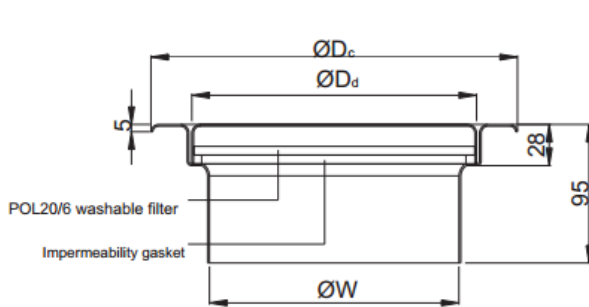 ØDc
ØDd
5
28
95
POL20/6 washable filter
Impermeability gasket
ØW